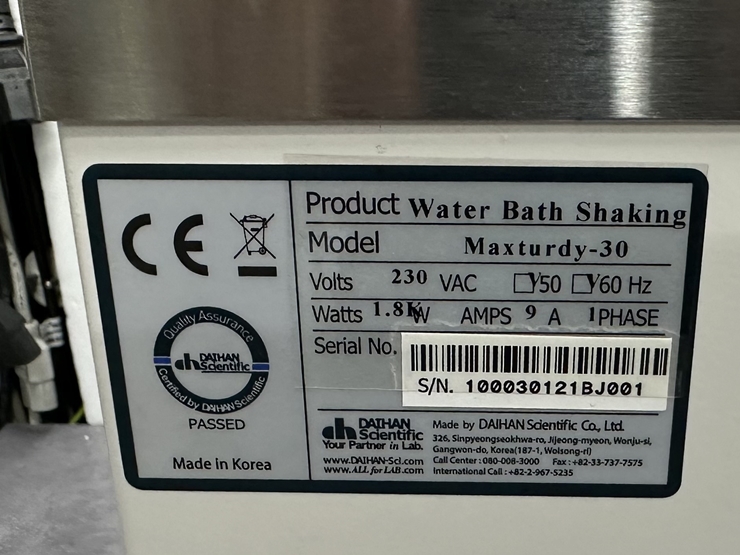 CE
Quality Assurance
dh DAIHAN Scientific
Certified by DAIHAN Scientific
PASSED
Made in Korea
Product Water Bath Shaking
Model Maxturdy-30
Volts 230 VAC ☑50 ☑60 Hz
Watts 1.8KW AMPS 9 A 1PHASE
Serial No.
S/N. 100030121BJ001
dh DAIHAN Scientific
Your Partner in Lab.
www.DAIHAN-Sci.com
www.ALLforLAB.com
Made by DAIHAN Scientific Co., Ltd.
326, Sinpyeongseokhwa-ro, Jijeong-myeon, Wonju-si,
Gangwon-do, Korea(187-1, Wolsong-ri)
Call Center : 080-008-3000 Fax : +82-33-737-7575
International Call : +82-2-967-5235